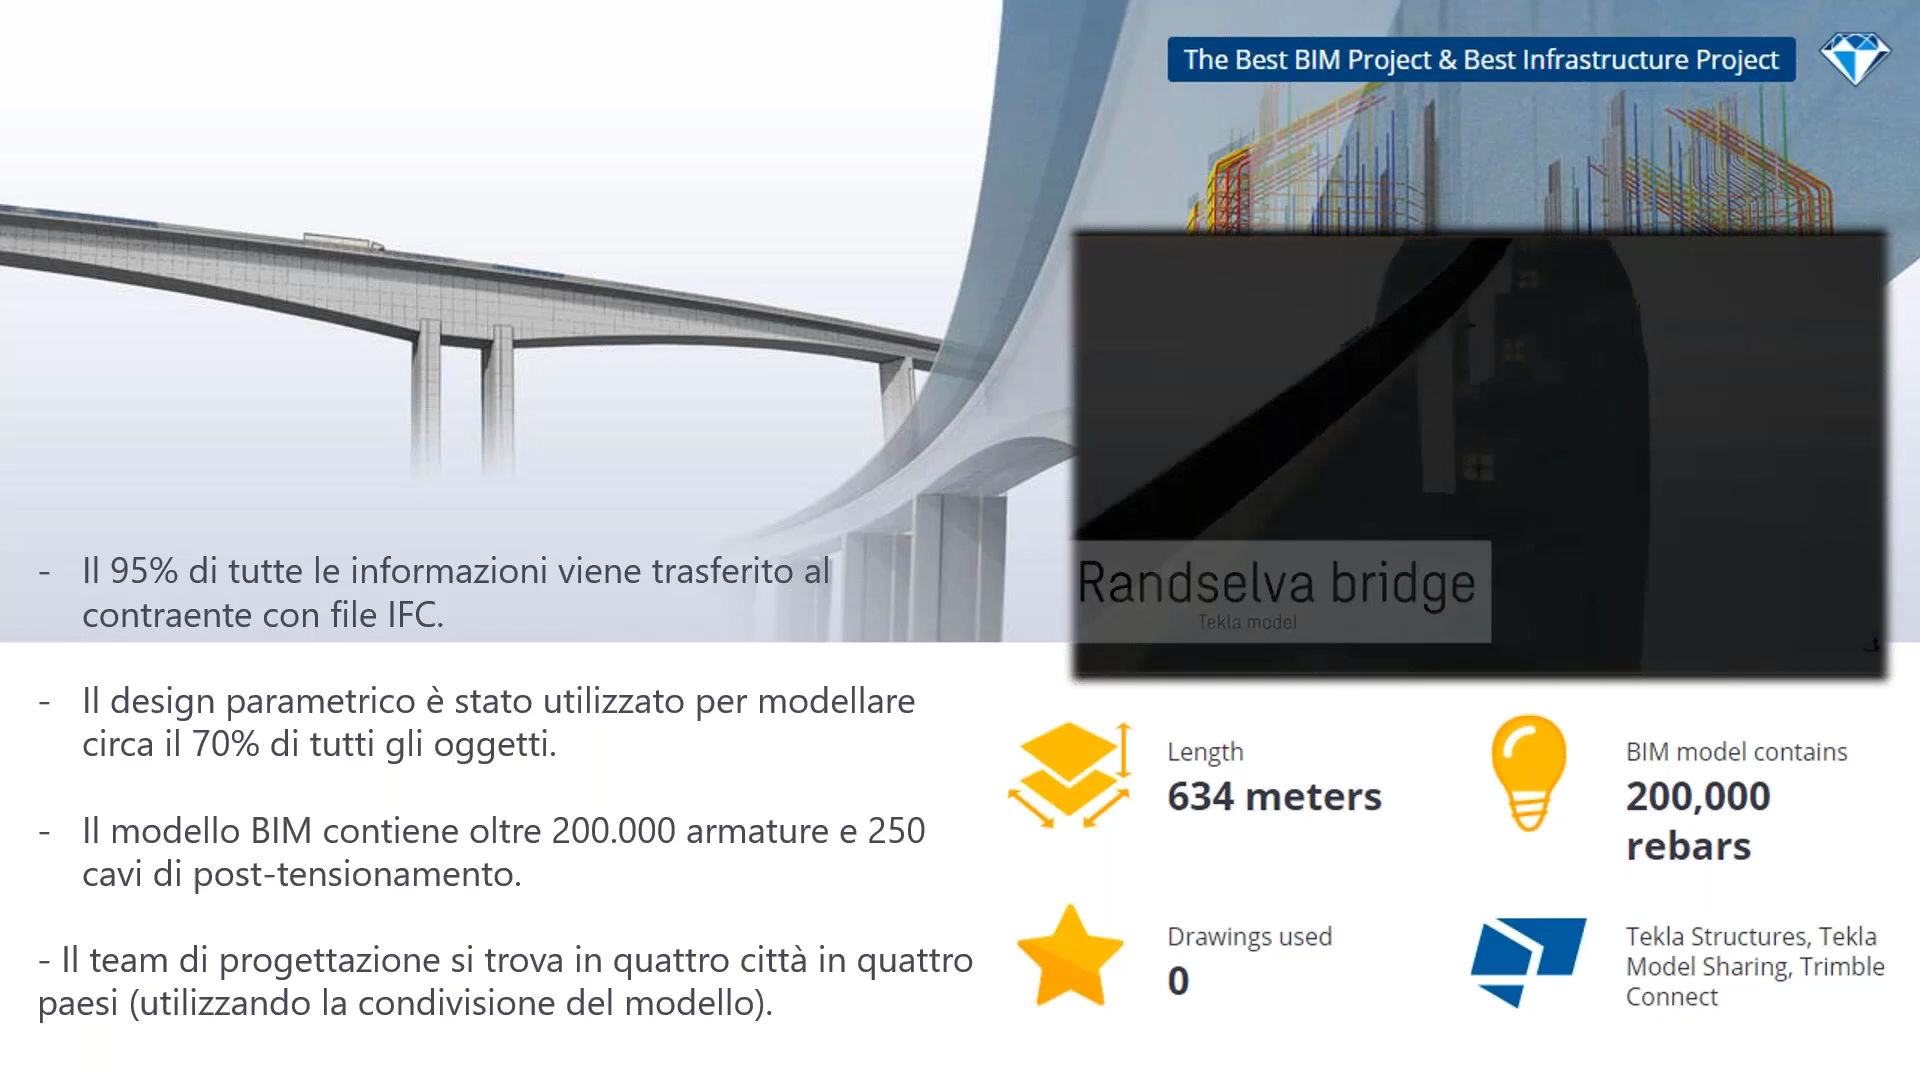 The Best BIM Project & Best Infrastructure Project
Randselva bridge
Tekla model
- Il 95% di tutte le informazioni viene trasferito al
contraente con file IFC.
- Il design parametrico è stato utilizzato per modellare
circa il 70% di tutti gli oggetti.
- Il modello BIM contiene oltre 200.000 armature e 250
cavi di post-tensionamento.
- Il team di progettazione si trova in quattro città in quattro
paesi (utilizzando la condivisione del modello).
Length
634 meters
BIM model contains
200,000
rebars
Drawings used
0
Tekla Structures, Tekla
Model Sharing, Trimble
Connect